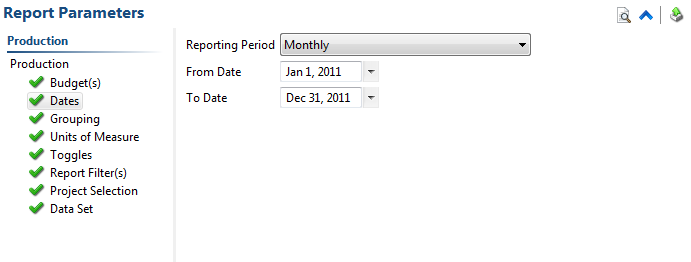 Report Parameters
Production
Production
Budget(s)
Dates
Grouping
Units of Measure
Toggles
Report Filter(s)
Project Selection
Data Set
Reporting Period Monthly
From Date Jan 1, 2011
To Date Dec 31, 2011